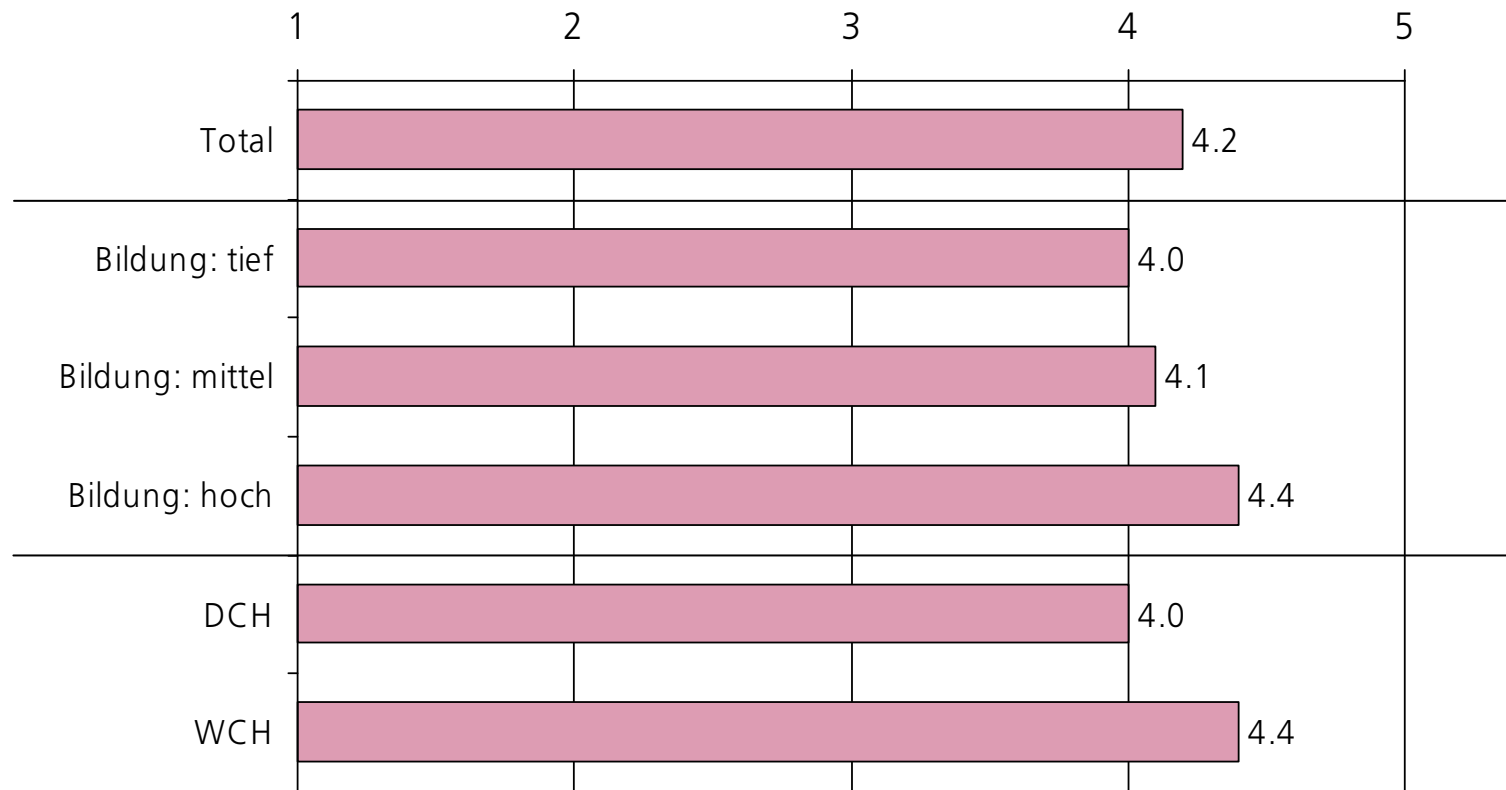 1 2 3 4 5
Total 4.2
Bildung: tief 4.0
Bildung: mittel 4.1
Bildung: hoch 4.4
DCH 4.0
WCH 4.4